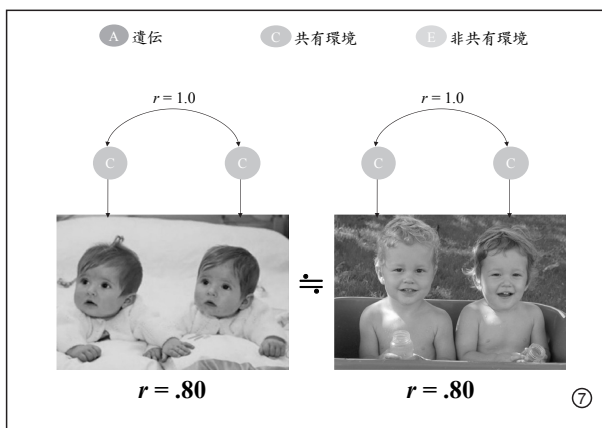 A 遺伝 C 共有環境 E 非共有環境
r = 1.0 r = 1.0
C C C C
≒
r = .80 r = .80
⑦